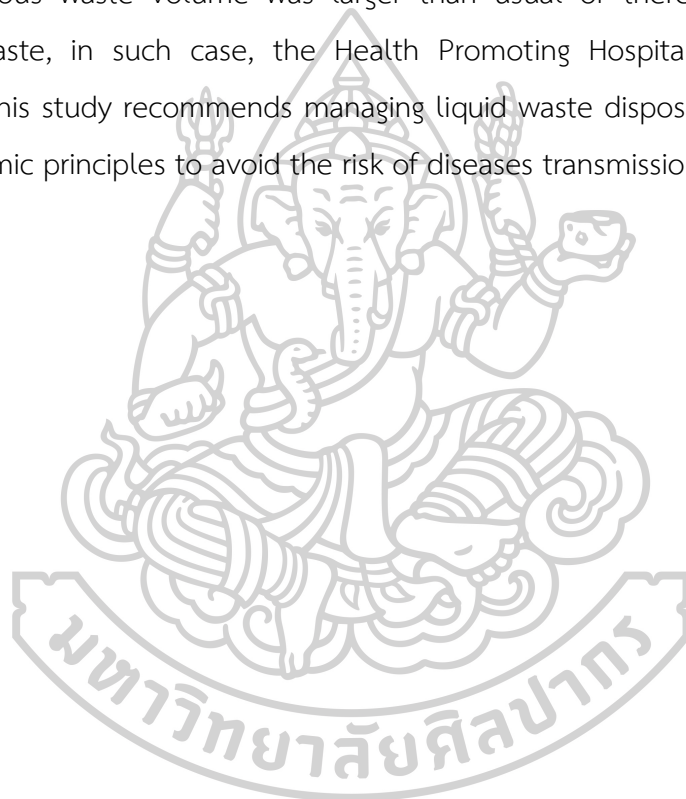 ous waste volume was larger than usual or there
aste, in such case, the Health Promoting Hospita
his study recommends managing liquid waste dispos
mic principles to avoid the risk of diseases transmissio
มหาวิทยาลัยศิลปากร